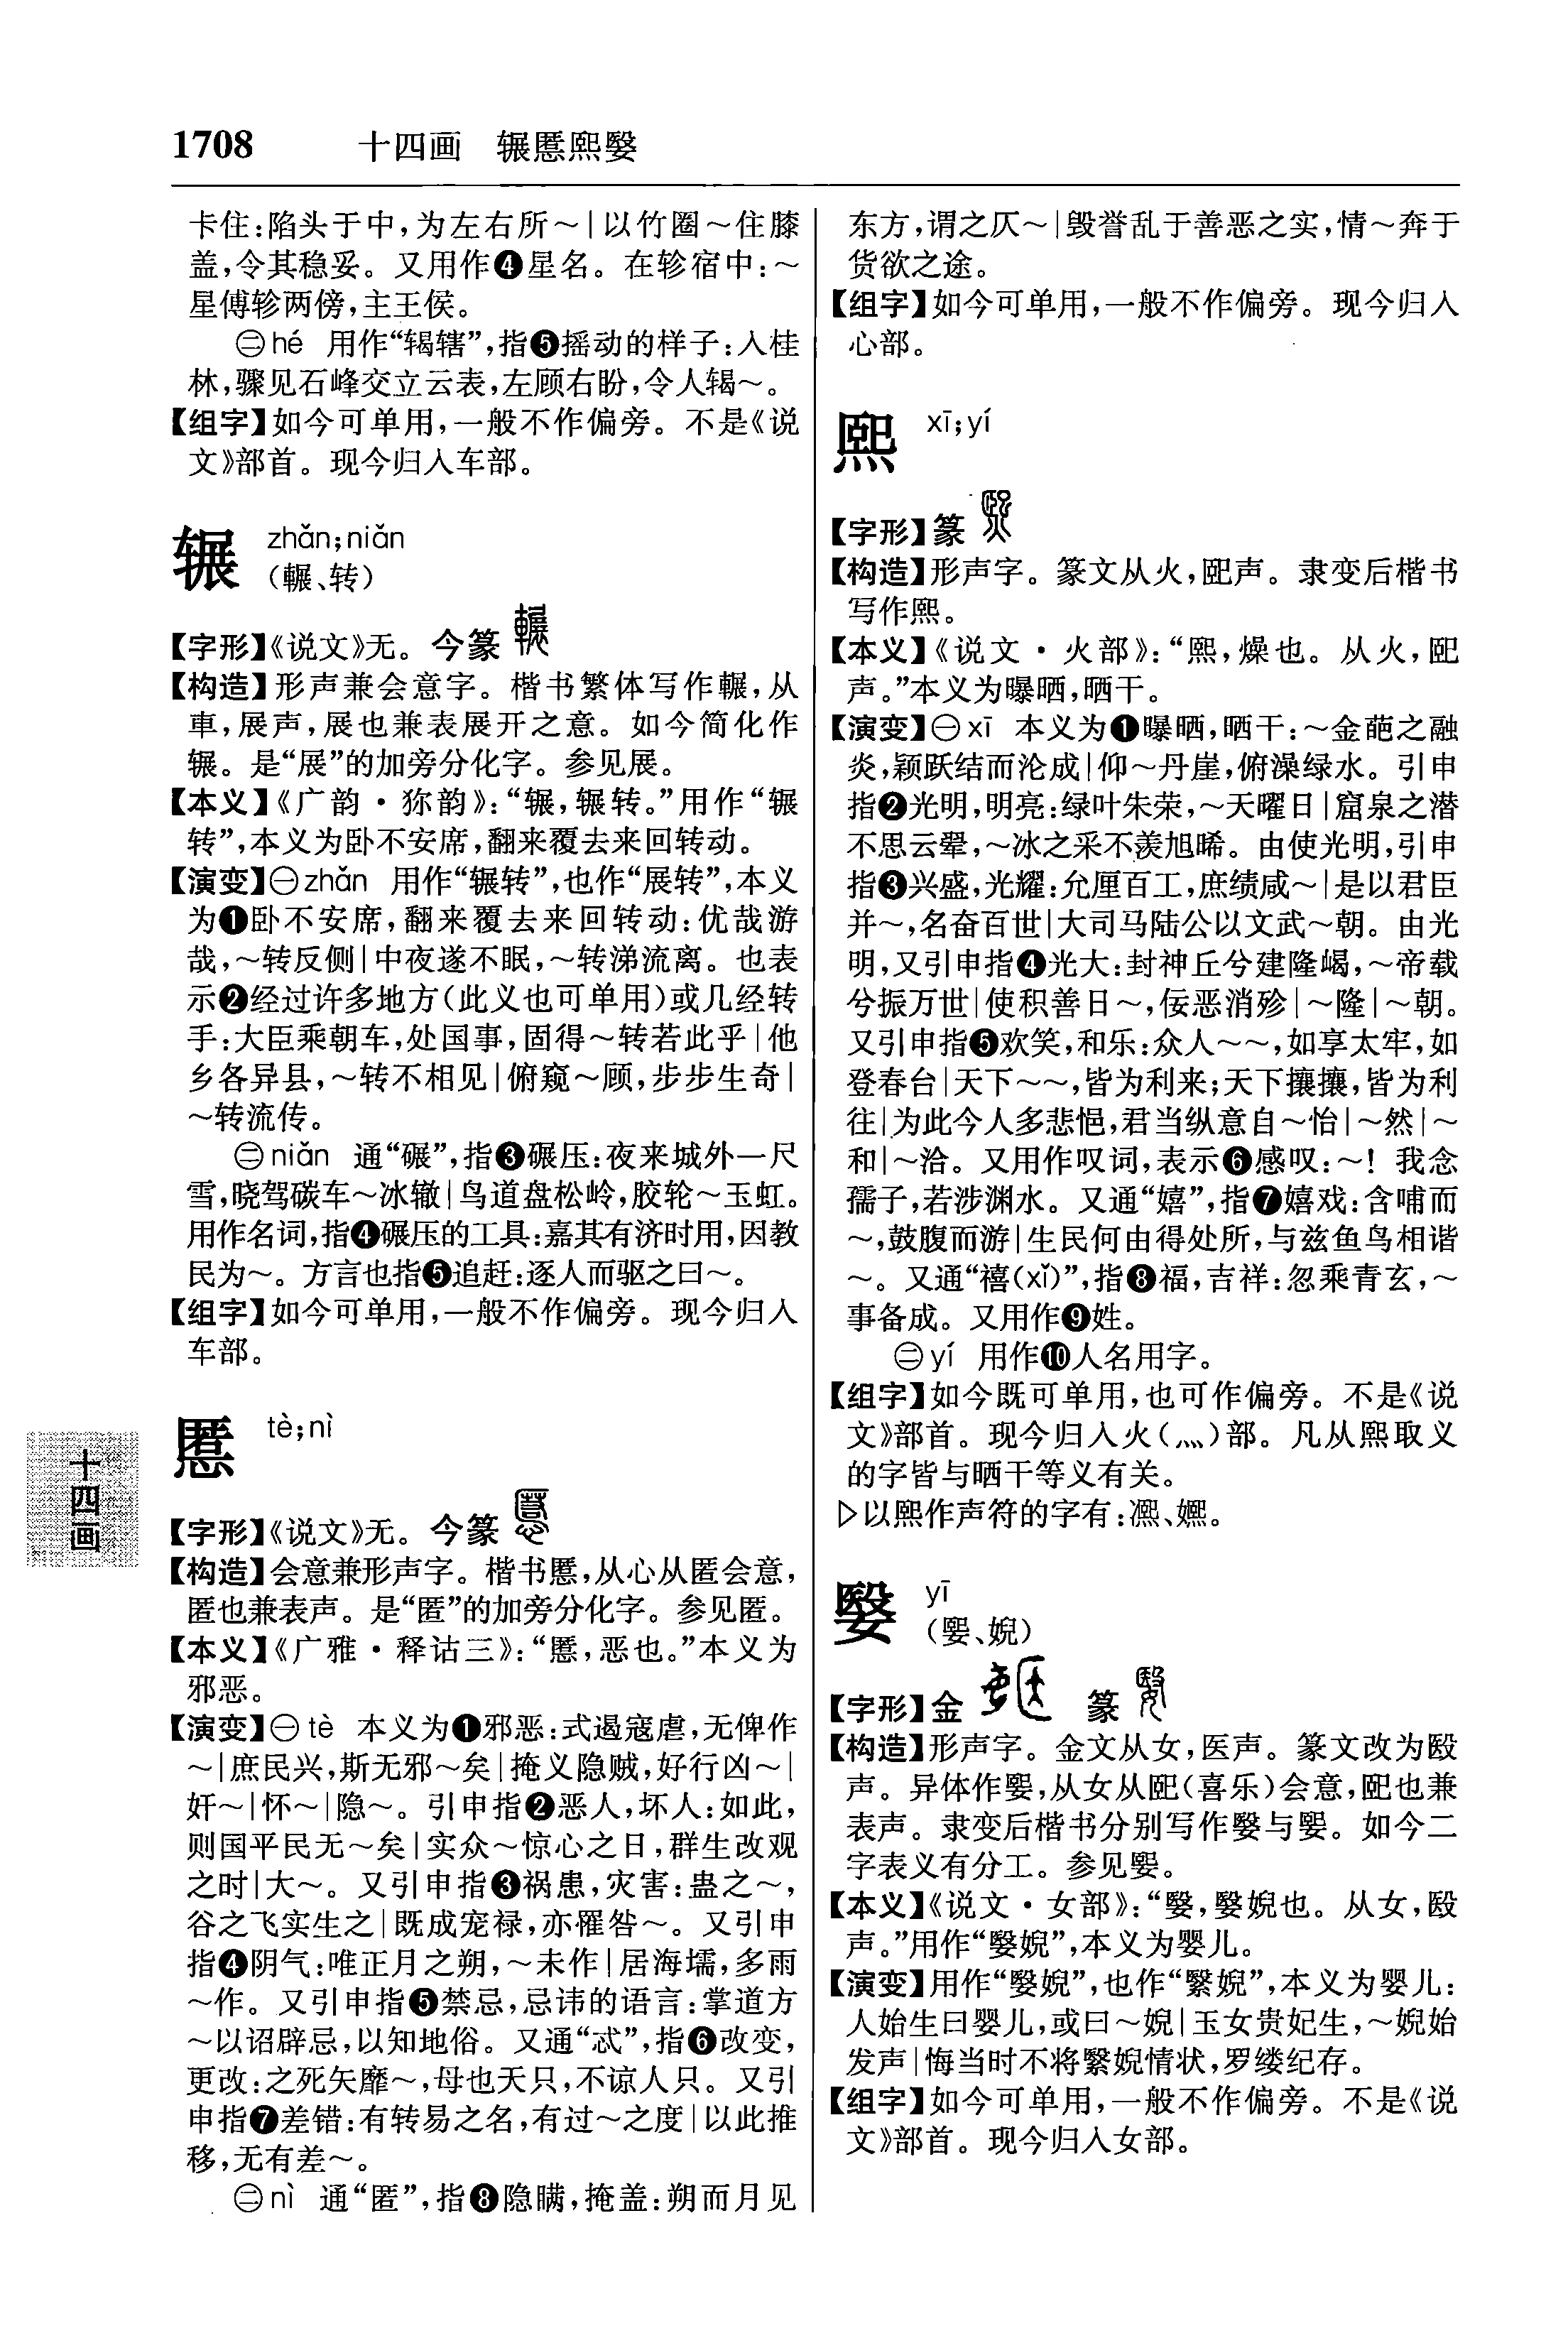 1708 十四画 辗慝熙嫛
卡住:陷头于中,为左右所～|以竹圈～住膝
盖,令其稳妥。又用作❹星名。在轸宿中:～
星傅轸两傍,主王侯。
㊁hé 用作“轕辖”,指❺摇动的样子:入桂
林,骤见石峰交立云表,左顾右盼,令人轕～。
【组字】如今可单用,一般不作偏旁。不是《说
文》部首。现今归入车部。
辗 zhǎn;niǎn
(輾、转)
【字形】《说文》无。今篆
【构造】形声兼会意字。楷书繁体写作輾,从
車,展声,展也兼表展开之意。如今简化作
辗。是“展”的加旁分化字。参见展。
【本义】《广韵·狝韵》:“辗,辗转。”用作“辗
转”,本义为卧不安席,翻来覆去来回转动。
【演变】㊀zhǎn 用作“辗转”,也作“展转”,本义
为❶卧不安席,翻来覆去来回转动:优哉游
哉,～转反侧|中夜遂不眠,～转涕流离。也表
示❷经过许多地方(此义也可单用)或几经转
手:大臣乘朝车,处国事,固得～转若此乎|他
乡各异县,～转不相见|俯窥～顾,步步生奇|
～转流传。
㊁niǎn 通“碾”,指❸碾压:夜来城外一尺
雪,晓驾碳车～冰辙|鸟道盘松岭,胶轮～玉虹。
用作名词,指❹碾压的工具:嘉其有济时用,因教
民为～。方言也指❺追赶:逐人而驱之曰～。
【组字】如今可单用,一般不作偏旁。现今归入
车部。
慝 tè;nì
【字形】《说文》无。今篆
【构造】会意兼形声字。楷书慝,从心从匿会意,
匿也兼表声。是“匿”的加旁分化字。参见匿。
【本义】《广雅·释诂三》:“慝,恶也。”本义为
邪恶。
【演变】㊀tè 本义为❶邪恶:式遏寇虐,无俾作
～|庶民兴,斯无邪～矣|掩义隐贼,好行凶～|
奸～|怀～|隐～。引申指❷恶人,坏人:如此,
则国平民无～矣|实众～惊心之日,群生改观
之时|大～。又引申指❸祸患,灾害:蛊之～,
谷之飞实生之|既成宠禄,亦罹咎～。又引申
指❹阴气:唯正月之朔,～未作|居海壖,多雨
～作。又引申指❺禁忌,忌讳的语言:掌道方
～以诏辟忌,以知地俗。又通“忒”,指❻改变,
更改:之死矢靡～,母也天只,不谅人只。又引
申指❼差错:有转易之名,有过～之度|以此推
移,无有差～。
㊁nì 通“匿”,指❽隐瞒,掩盖:朔而月见
十四画
东方,谓之仄～|毁誉乱于善恶之实,情～奔于
货欲之途。
【组字】如今可单用,一般不作偏旁。现今归入
心部。
熙 xī;yí
【字形】篆
【构造】形声字。篆文从火,巸声。隶变后楷书
写作熙。
【本义】《说文·火部》:“熙,燥也。从火,巸
声。”本义为曝晒,晒干。
【演变】㊀xī 本义为❶曝晒,晒干:～金葩之融
炎,颖跃结而沦成|仰～丹崖,俯澡绿水。引申
指❷光明,明亮:绿叶朱荣,～天曜日|窟泉之潜
不思云翚,～冰之采不羡旭晞。由使光明,引申
指❸兴盛,光耀:允厘百工,庶绩咸～|是以君臣
并～,名奋百世|大司马陆公以文武～朝。由光
明,又引申指❹光大:封神丘兮建隆嵑,～帝载
兮振万世|使积善日～,佞恶消殄|～隆|～朝。
又引申指❺欢笑,和乐:众人～～,如享太牢,如
登春台|天下～～,皆为利来;天下攘攘,皆为利
往|为此今人多悲悒,君当纵意自～怡|～然|～
和|～洽。又用作叹词,表示❻感叹:～!我念
孺子,若涉渊水。又通“嬉”,指❼嬉戏:含哺而
～,鼓腹而游|生民何由得处所,与兹鱼鸟相谐
～。又通“禧(xǐ)”,指❽福,吉祥:忽乘青玄,～
事备成。又用作❾姓。
㊁yí 用作❿人名用字。
【组字】如今既可单用,也可作偏旁。不是《说
文》部首。现今归入火(灬)部。凡从熙取义
的字皆与晒干等义有关。
▷以熙作声符的字有:凞、嬹。
嫛 yī
(娶、婗)
【字形】金 篆
【构造】形声字。金文从女,医声。篆文改为殹
声。异体作娶,从女从巸(喜乐)会意,巸也兼
表声。隶变后楷书分别写作嫛与娶。如今二
字表义有分工。参见娶。
【本义】《说文·女部》:“嫛,嫛婗也。从女,殹
声。”用作“嫛婗”,本义为婴儿。
【演变】用作“嫛婗”,也作“繄婗”,本义为婴儿:
人始生曰婴儿,或曰～婗|玉女贵妃生,～婗始
发声|悔当时不将繄婗情状,罗缕纪存。
【组字】如今可单用,一般不作偏旁。不是《说
文》部首。现今归入女部。